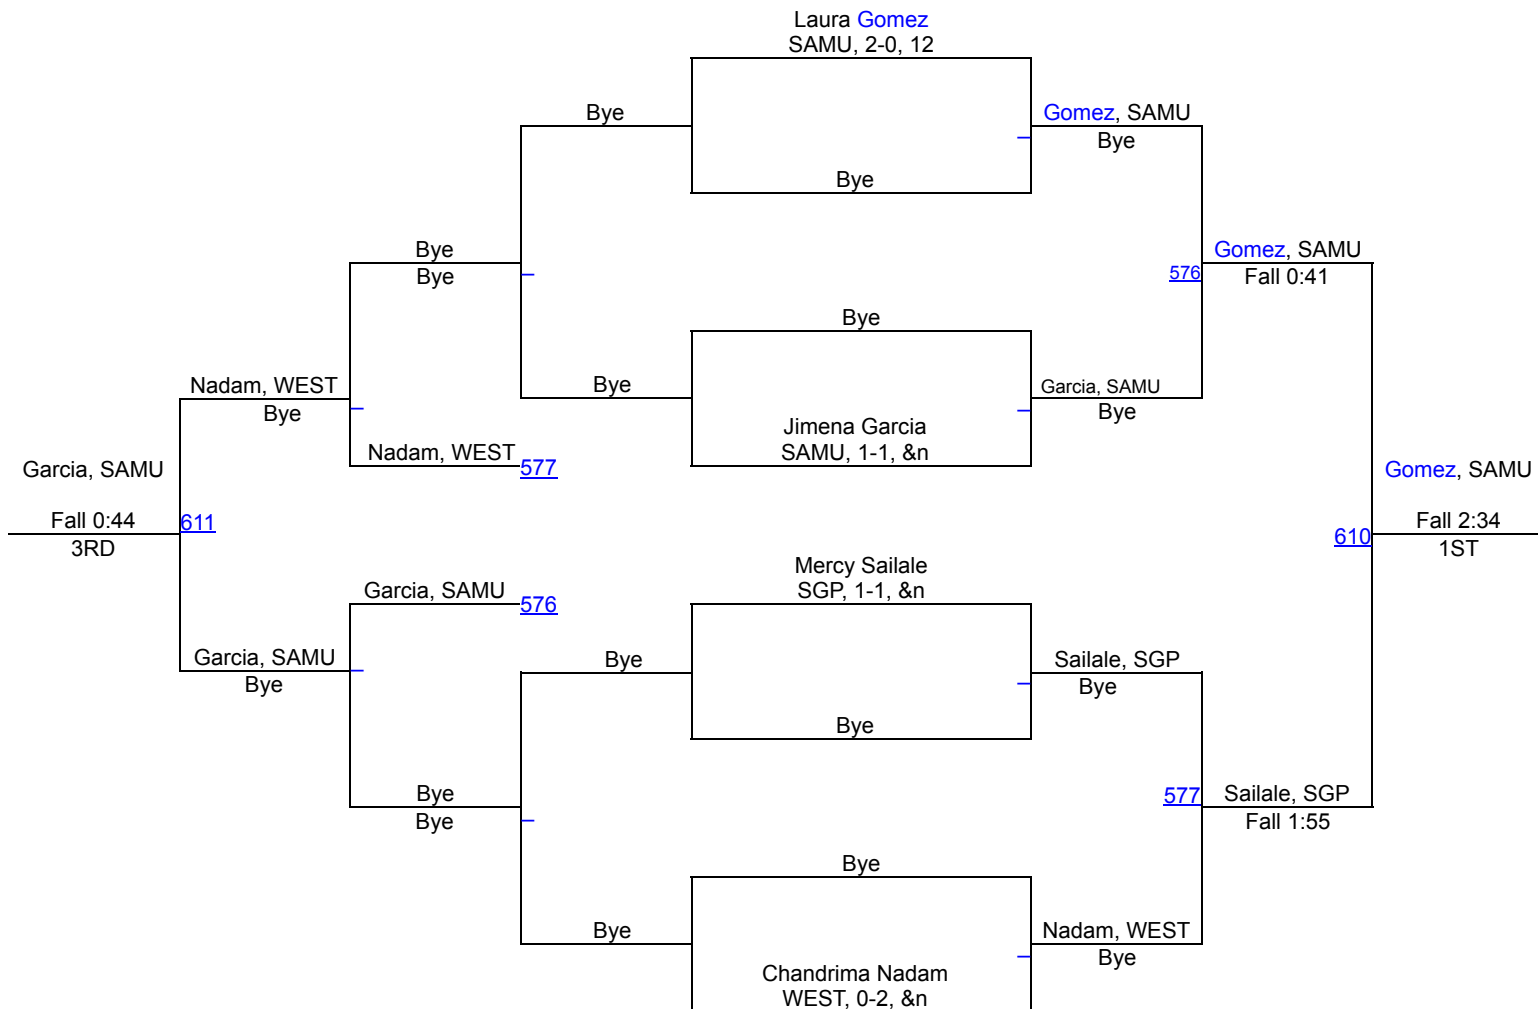 Laura Gomez
SAMU, 2-0, 12
Bye
Gomez, SAMU
Bye
Bye
Bye
Bye
Gomez, SAMU
576
Fall 0:41
Bye
Nadam, WEST
Bye
Bye
Garcia, SAMU
Bye
Jimena Garcia
SAMU, 1-1, &n
Nadam, WEST
577
Garcia, SAMU
Gomez, SAMU
Fall 0:44
611
3RD
610
Fall 2:34
1ST
Mercy Sailale
SGP, 1-1, &n
Garcia, SAMU
576
Garcia, SAMU
Bye
Bye
Sailale, SGP
Bye
Bye
Bye
Bye
577
Sailale, SGP
Fall 1:55
Bye
Bye
Nadam, WEST
Bye
Chandrima Nadam
WEST, 0-2, &n